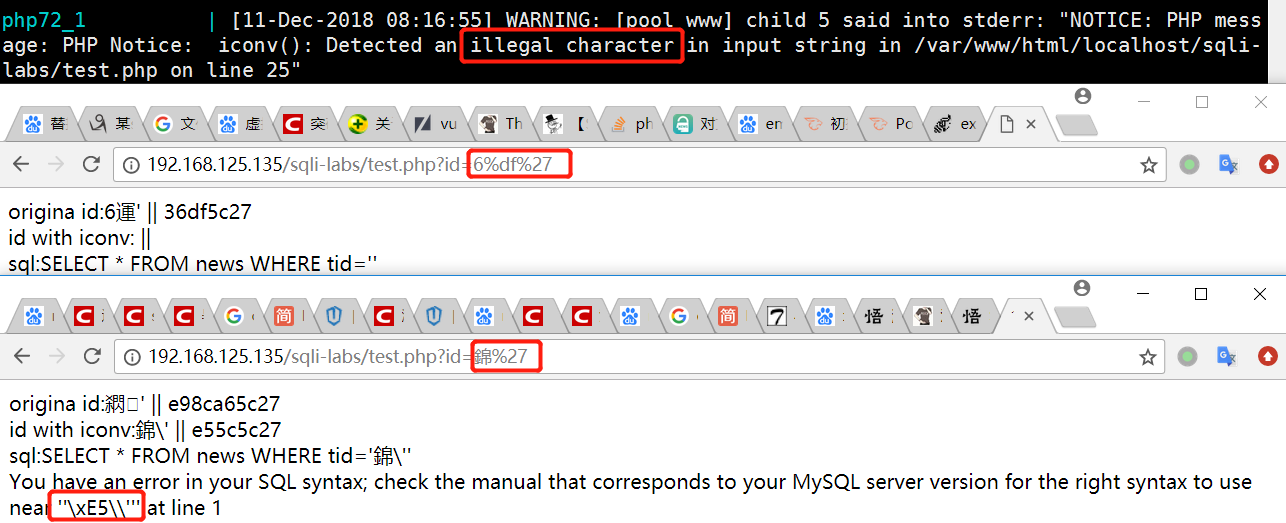 php72_1      | [11-Dec-2018 08:16:55] WARNING: [pool www] child 5 said into stderr: "NOTICE: PHP mess
age: PHP Notice:  iconv(): Detected an illegal character in input string in /var/www/html/localhost/sqli-
labs/test.php on line 25"
替 某 G 文 虚 C 突 关 vu Th 【 ph 对 en 初 Po ex
192.168.125.135/sqli-labs/test.php?id=6%df%27
origina id:6運' || 36df5c27
id with iconv: ||
sql:SELECT * FROM news WHERE tid=''
C C C G 简 C C C G 简 7 悟 悟
192.168.125.135/sqli-labs/test.php?id=錦%27
origina id:' || e98ca65c27
id with iconv:錦\' || e55c5c27
sql:SELECT * FROM news WHERE tid='錦\''
You have an error in your SQL syntax; check the manual that corresponds to your MySQL server version for the right syntax to use
near ''\xE5\\''' at line 1